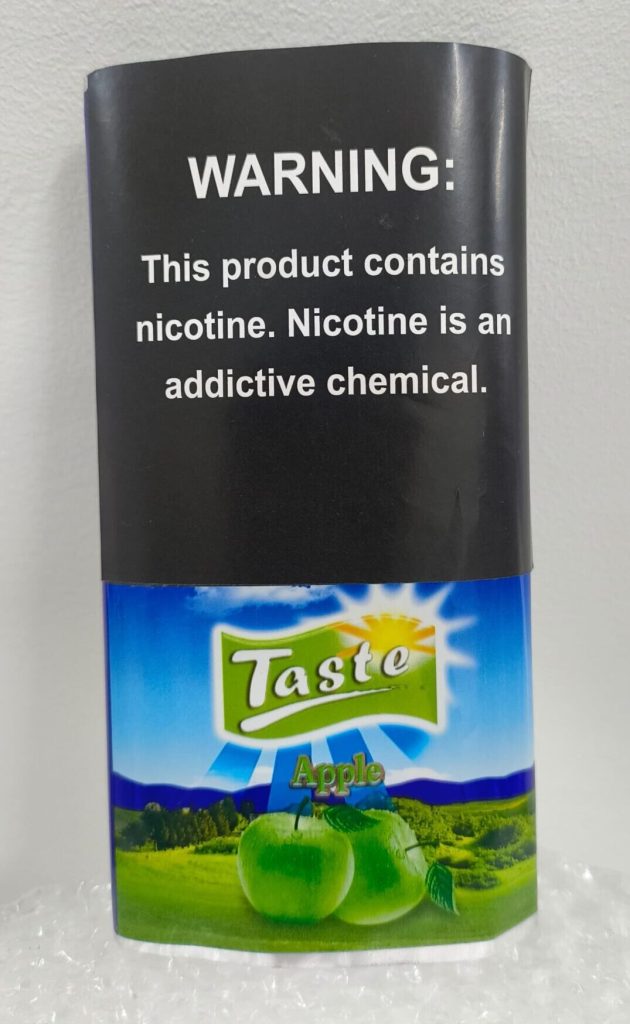 WARNING:
This product contains
nicotine. Nicotine is an
addictive chemical.
Taste
Apple